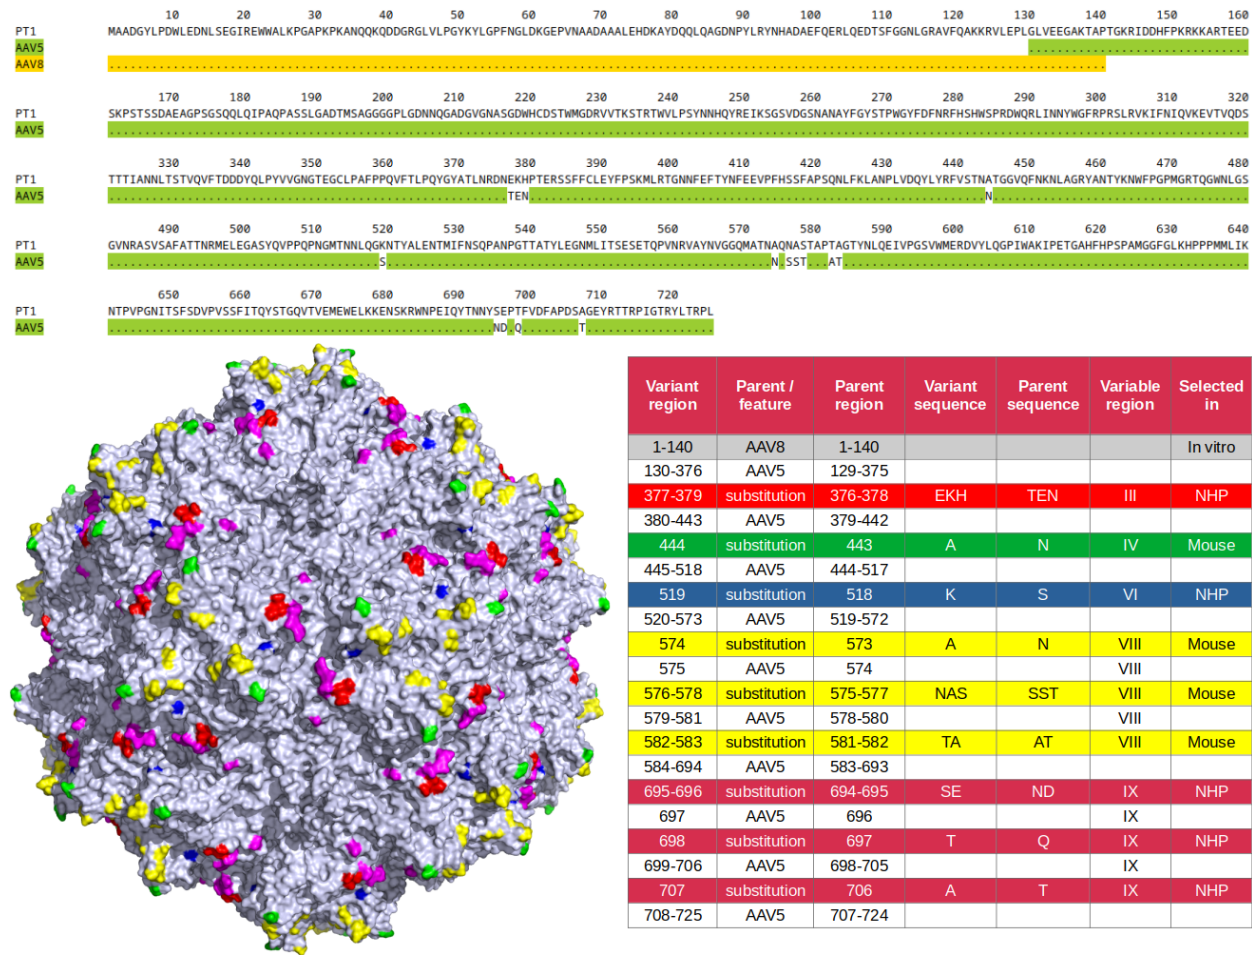 10 20 30 40 50 60 70 80 90 100 110 120 130 140 150 160
PT1 MAADGYLPDWLEDNLSEGIREWWALKPGAPKPKANQQKQDDGRGLVLPGYKYLGPFNGLDKGEPVNAADAAALEHDKAYDQQLQAGDNPYLRYNHADAEFQERLQEDTSFGGNLGRAVFQAKKRVLEPLGLVEEGAKTAPTGKRIDDHFPKRKKARTEED
AAV5 ...............................
AAV8 ............................................................................................................................................
170 180 190 200 210 220 230 240 250 260 270 280 290 300 310 320
PT1 SKPSTSSDAEAGPSGSQQLQIPAQPASSLGADTMSAGGGGPLGDNNQGADGVGNASGDWHCDSTWMGDRVVTKSTRTWVLPSYNNHQYREIKSGSVDGSNANAYFGYSTPWGYFDFNRFHSHWSPRDWQRLINNYWGFRPRSLRVKIFNIQVKEVTVQDS
AAV5 ................................................................................................................................................................
330 340 350 360 370 380 390 400 410 420 430 440 450 460 470 480
PT1 TTTIANNLTSTVQVFTDDDYQLPYVVGNGTEGCLPAFPPQVFTLPQYGYATLNRDNEKHPTERSSFFCLEYFPSKMLRTGNNFEFTYNFEEVPFHSSFAPSQNLFKLANPLVDQYLYRFVSTNATGGVQFNKNLAGRYANTYKNWFPGPMGRTQGWNLGS
AAV5 ........................................................TEN................................................................N....................................
490 500 510 520 530 540 550 560 570 580 590 600 610 620 630 640
PT1 GVNRASVSAFATTNRMELEGASYQVPPQPNGMTNNLQGKNTYALENTMIFNSQPANPGTTATYLEGNMLITSESETQPVNRVAYNVGGQMATNAQNASTAPTAGTYNLQEIVPGSVWMERDVYLQGPIWAKIPETGAHFHPSPAMGGFGLKHPPPMMLIK
AAV5 ......................................S......................................................N.SST...AT.........................................................
650 660 670 680 690 700 710 720
PT1 NTPVPGNITSFSDVPVSSFITQYSTGQVTVEMEWELKKENSKRWNPEIQYTNNYSEPTFVDFAPDSAGEYRTTRPIGTRYLTRPL
AAV5 ......................................................ND.Q........T..................
Variant region Parent / feature Parent region Variant sequence Parent sequence Variable region Selected in
1-140 AAV8 1-140 In vitro
130-376 AAV5 129-375
377-379 substitution 376-378 EKH TEN III NHP
380-443 AAV5 379-442
444 substitution 443 A N IV Mouse
445-518 AAV5 444-517
519 substitution 518 K S VI NHP
520-573 AAV5 519-572
574 substitution 573 A N VIII Mouse
575 AAV5 574 VIII
576-578 substitution 575-577 NAS SST VIII Mouse
579-581 AAV5 578-580 VIII
582-583 substitution 581-582 TA AT VIII Mouse
584-694 AAV5 583-693
695-696 substitution 694-695 SE ND IX NHP
697 AAV5 696 IX
698 substitution 697 T Q IX NHP
699-706 AAV5 698-705 IX
707 substitution 706 A T IX NHP
708-725 AAV5 707-724